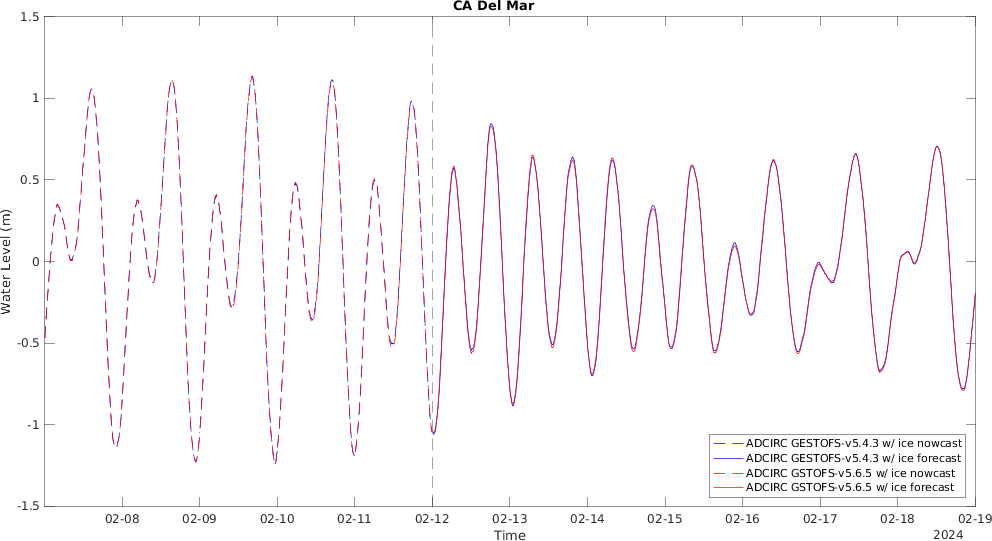 CA Del Mar
1.5
1
0.5
0
-0.5
-1
-1.5
Water Level (m)
02-08 02-09 02-10 02-11 02-12 02-13 02-14 02-15 02-16 02-17 02-18 02-19
Time
2024
ADCIRC GESTOFS-v5.4.3 w/ ice nowcast
ADCIRC GESTOFS-v5.4.3 w/ ice forecast
ADCIRC GSTOFS-v5.6.5 w/ ice nowcast
ADCIRC GSTOFS-v5.6.5 w/ ice forecast